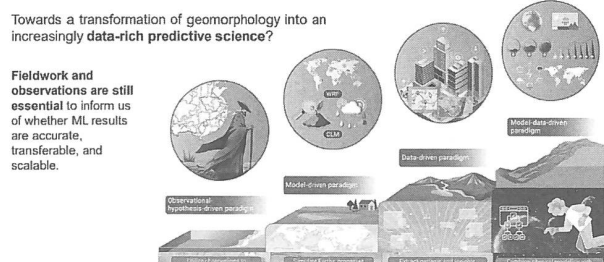 Towards a transformation of geomorphology into an
increasingly data-rich predictive science?
Fieldwork and
observations are still
essential to inform us
of whether ML results
are accurate,
transferable, and
scalable.
WRF
CLM
Observational-
hypothesis-driven paradigm
Model-driven paradigm
Data-driven paradigm
Model-data-driven
paradigm